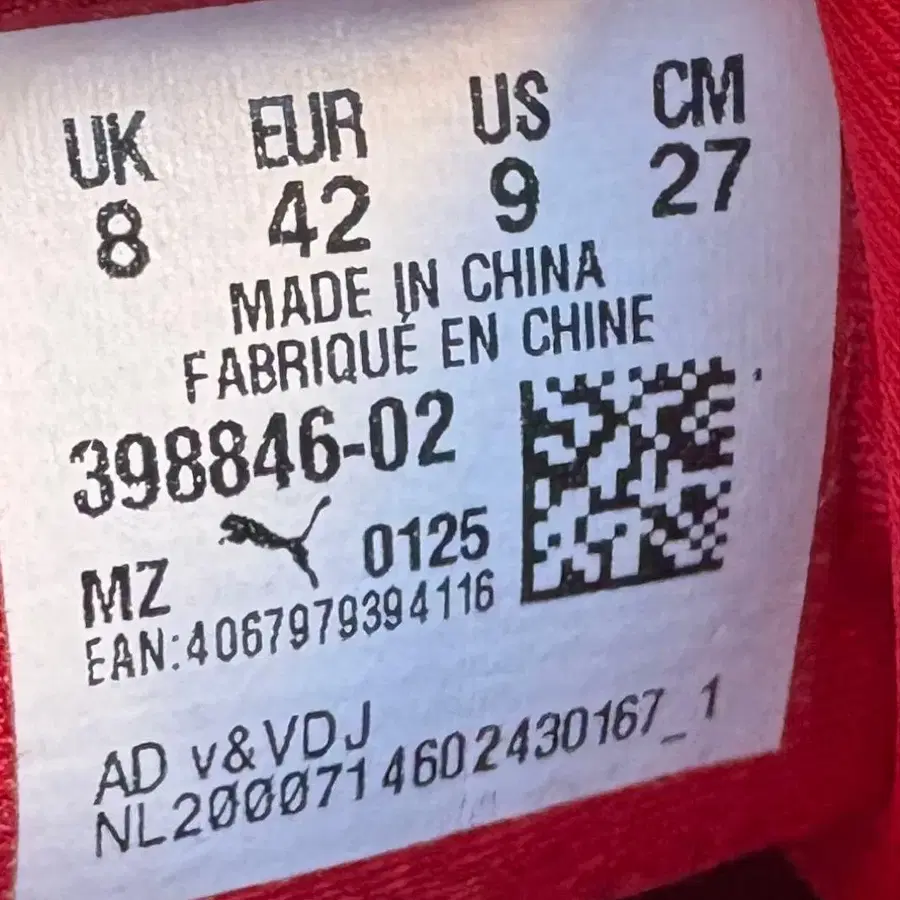 UK EUR US CM
8 42 9 27
MADE IN CHINA
FABRIQUÉ EN CHINE
398846-02
MZ 0125
EAN:4067979394116
AD v&VDJ
NL2000714602430167_1